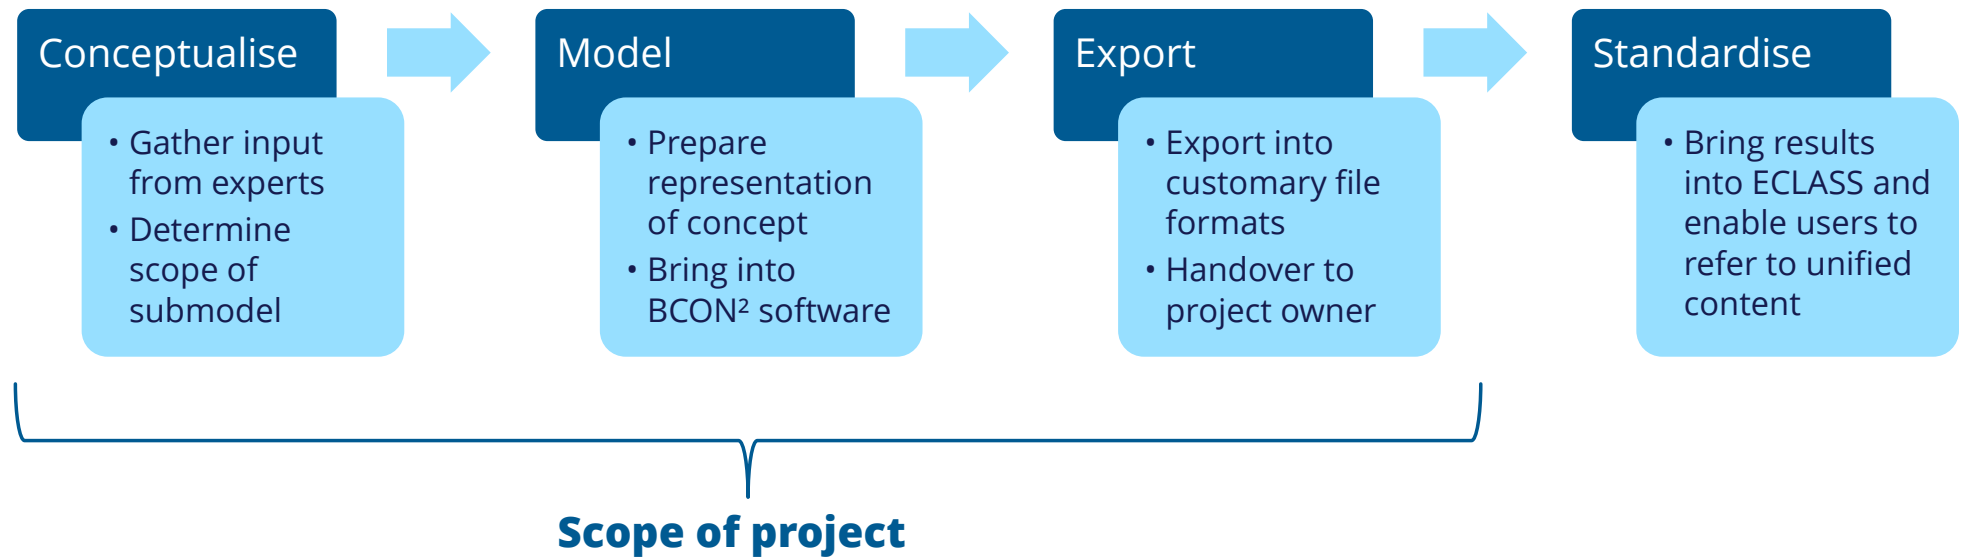 Conceptualise
• Gather input
from experts
• Determine
scope of
submodel
Model
• Prepare
representation
of concept
• Bring into
BCON² software
Export
• Export into
customary file
formats
• Handover to
project owner
Standardise
• Bring results
into ECLASS and
enable users to
refer to unified
content
Scope of project